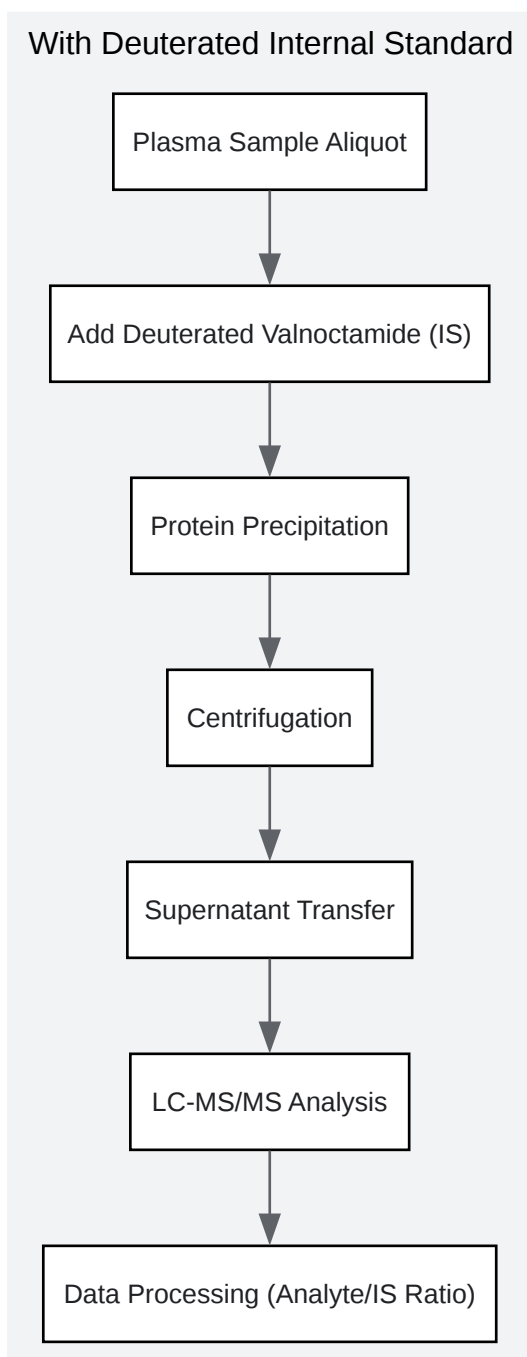 With Deuterated Internal Standard
Plasma Sample Aliquot
Add Deuterated Valnoctamide (IS)
Protein Precipitation
Centrifugation
Supernatant Transfer
LC-MS/MS Analysis
Data Processing (Analyte/IS Ratio)